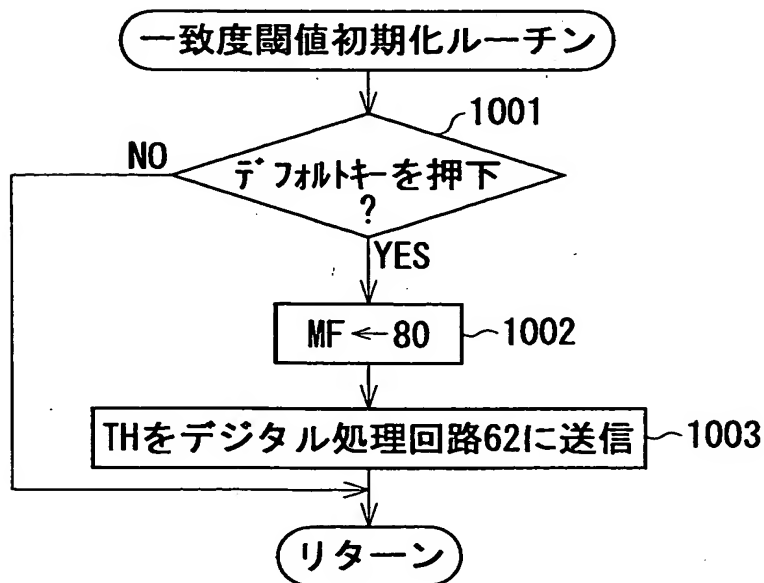 一致度閾値初期化ルーチン
1001
NO
デフォルトキーを押下
?
YES
MF←80
1002
THをデジタル処理回路62に送信
1003
リターン